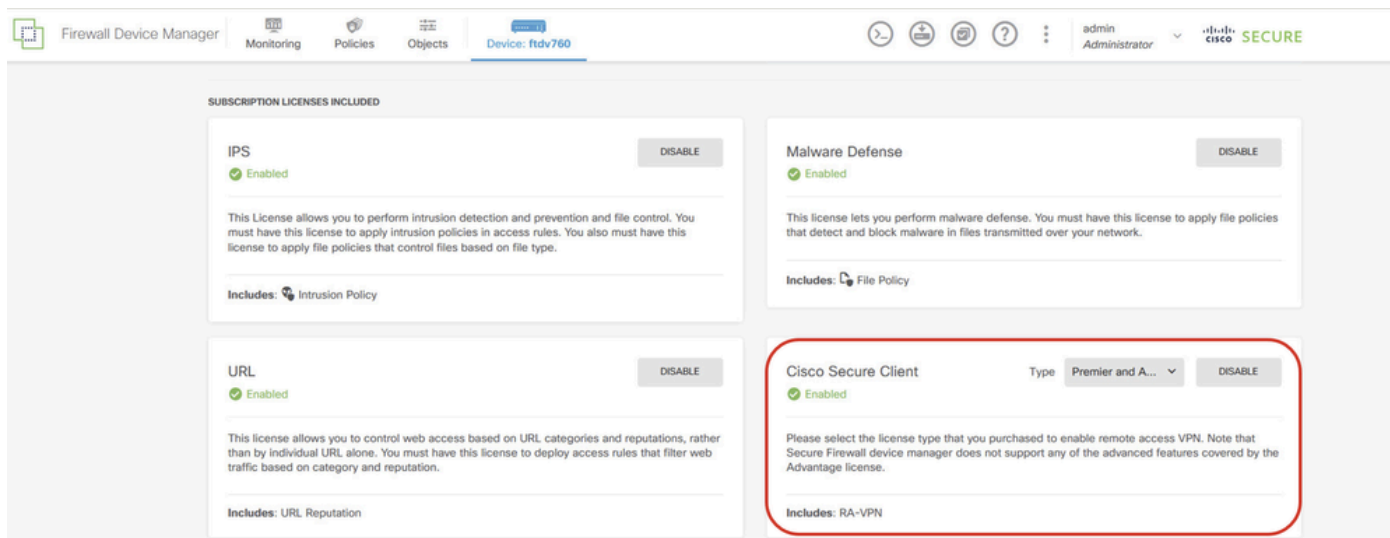 Firewall Device Manager
Monitoring
Policies
Objects
Device: ftdv760
admin
Administrator
CISCO SECURE
SUBSCRIPTION LICENSES INCLUDED
IPS
DISABLE
Enabled
This License allows you to perform intrusion detection and prevention and file control. You
must have this license to apply intrusion policies in access rules. You also must have this
license to apply file policies that control files based on file type.
Includes: Intrusion Policy
Malware Defense
DISABLE
Enabled
This license lets you perform malware defense. You must have this license to apply file policies
that detect and block malware in files transmitted over your network.
Includes: File Policy
URL
DISABLE
Enabled
This license allows you to control web access based on URL categories and reputations, rather
than by individual URL alone. You must have this license to deploy access rules that filter web
traffic based on category and reputation.
Includes: URL Reputation
Cisco Secure Client
Type Premier and A...
DISABLE
Enabled
Please select the license type that you purchased to enable remote access VPN. Note that
Secure Firewall device manager does not support any of the advanced features covered by the
Advantage license.
Includes: RA-VPN